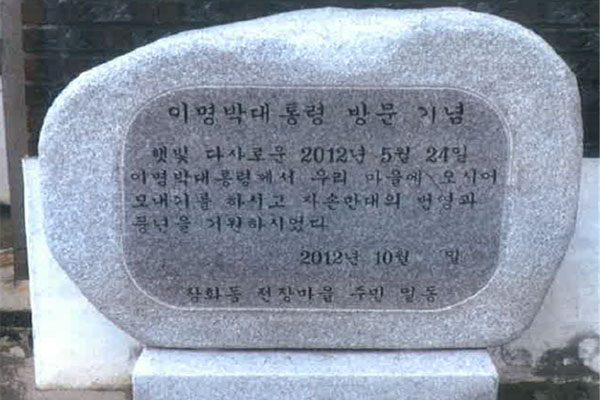 이명박대통령 방문 기념
햇빛 다사로운 2012년 5월 24일
이명박대통령께서 우리 마을에 오시어
모내기를 하시고 자손만대의 번영과
풍년을 기원하시었다
2012년 10월 일
장화동 전장마을 주민 일동